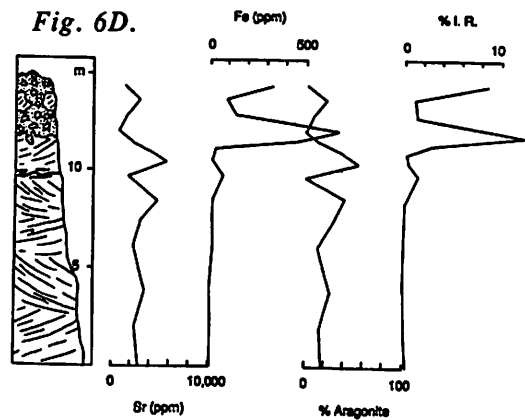 Fig. 6D.
Fe (ppm)
% I. R.
0
500
0
10
m
10
5
0
10,000
0
100
Sr (ppm)
% Aragonite